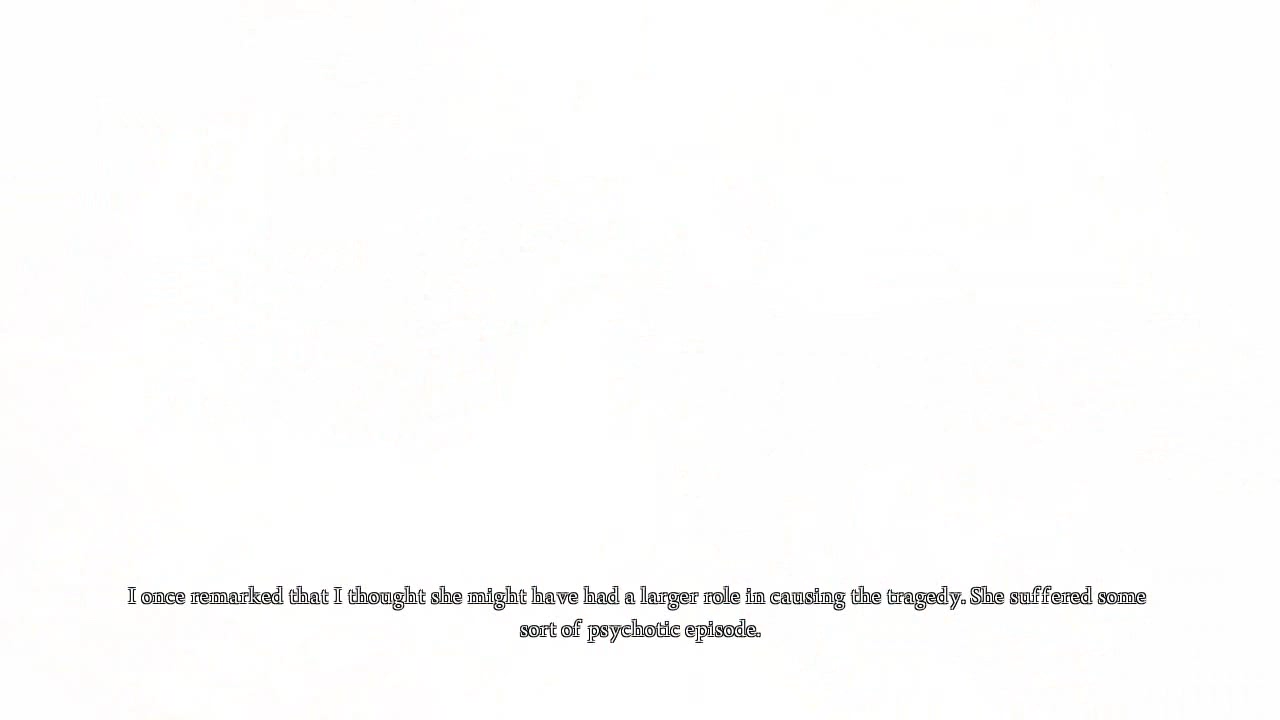 I once remarked that I thought she might have had a larger role in causing the tragedy. She suffered some
sort of psychotic episode.